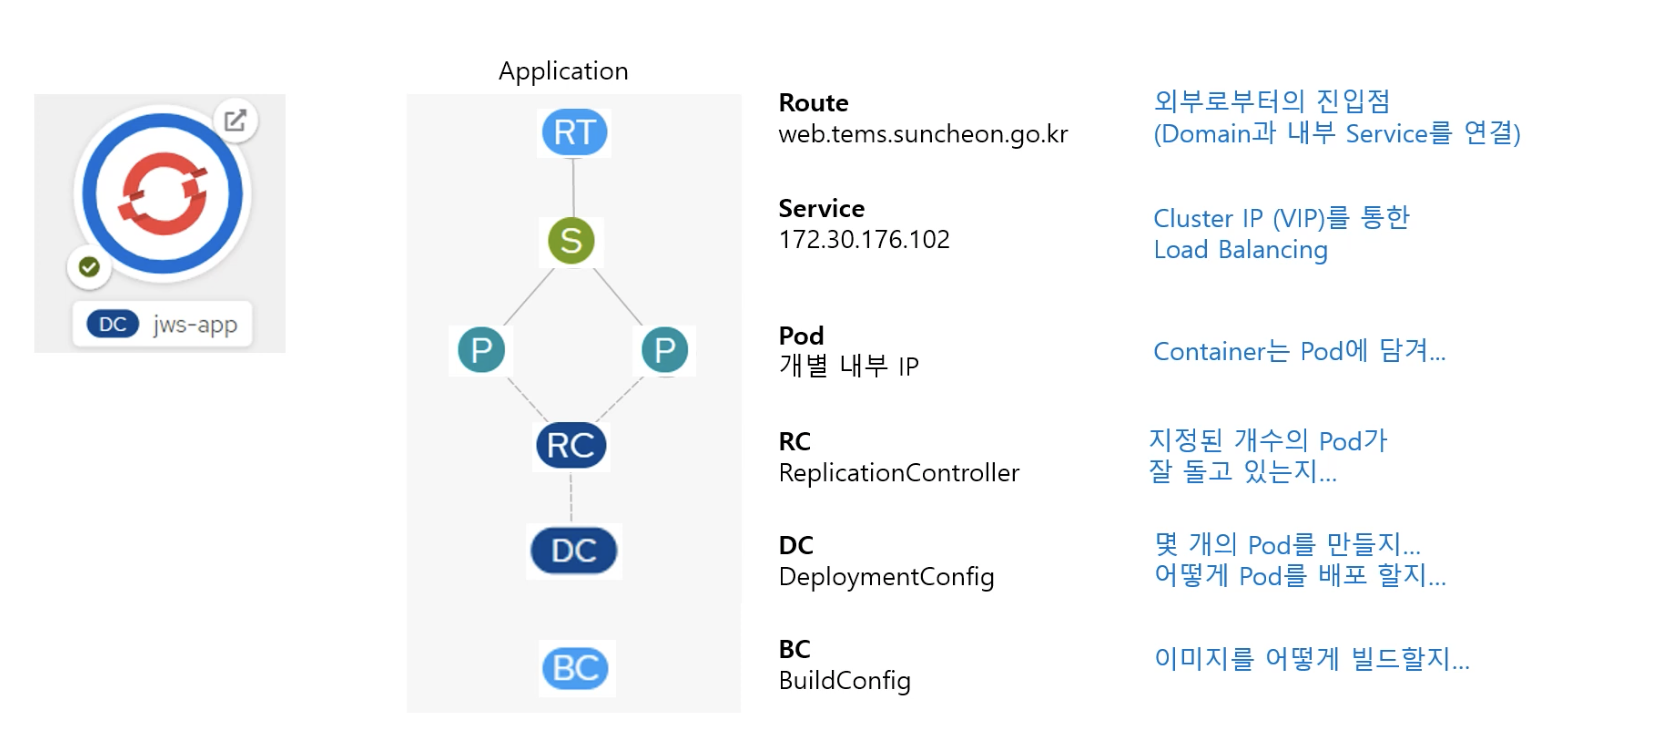 Application
DC jws-app
RT
S
P
P
RC
DC
BC
Route
web.tems.suncheon.go.kr
외부로부터의 진입점
(Domain과 내부 Service를 연결)
Service
172.30.176.102
Cluster IP (VIP)를 통한
Load Balancing
Pod
개별 내부 IP
Container는 Pod에 담겨...
RC
ReplicationController
지정된 개수의 Pod가
잘 돌고 있는지...
DC
DeploymentConfig
몇 개의 Pod를 만들지...
어떻게 Pod를 배포 할지...
BC
BuildConfig
이미지를 어떻게 빌드할지...